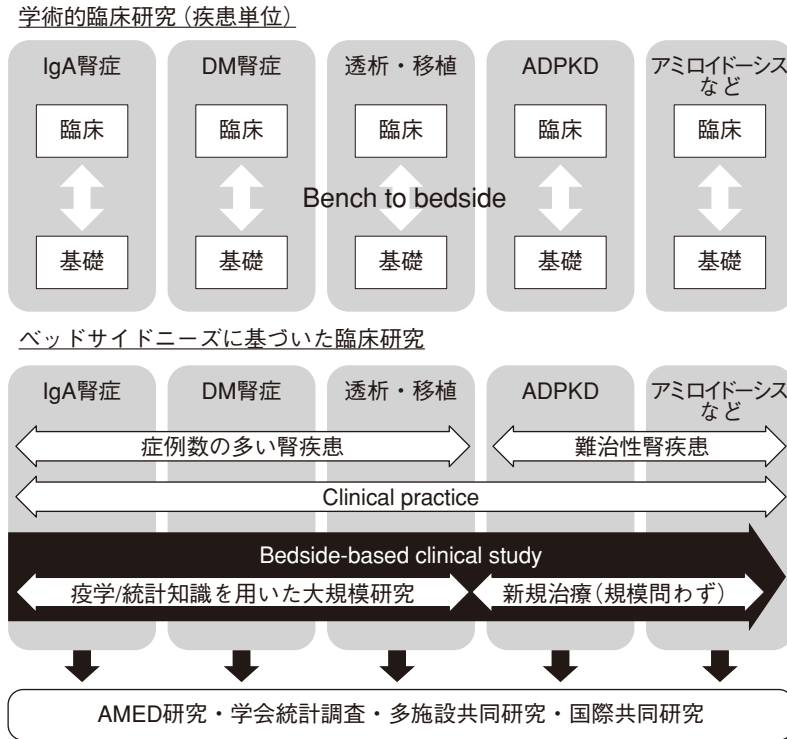 学術的臨床研究（疾患単位）
IgA腎症 DM腎症 透析・移植 ADPKD アミロイドーシス
など
臨床 臨床 臨床 臨床 臨床
Bench to bedside
基礎 基礎 基礎 基礎 基礎
ベッドサイドニーズに基づいた臨床研究
IgA腎症 DM腎症 透析・移植 ADPKD アミロイドーシス
など
症例数の多い腎疾患 難治性腎疾患
Clinical practice
Bedside-based clinical study
疫学/統計知識を用いた大規模研究 新規治療（規模問わず）
AMED研究・学会統計調査・多施設共同研究・国際共同研究